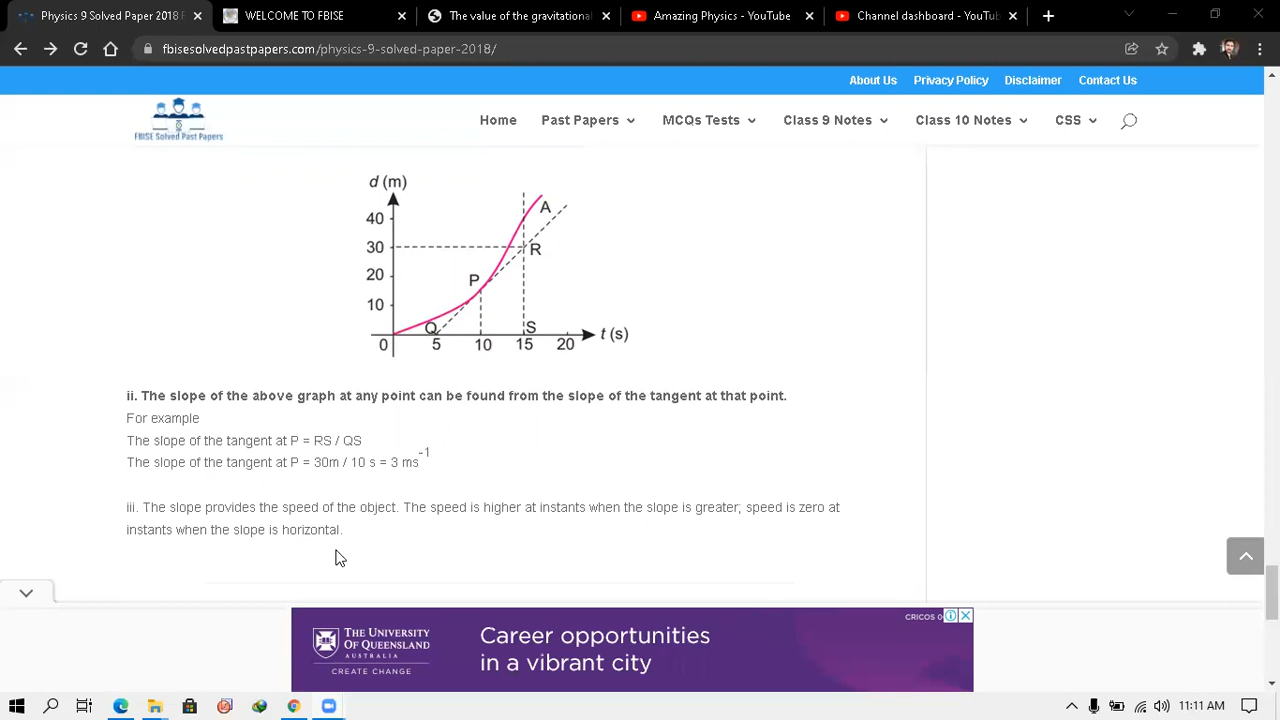 Physics 9 Solved Paper 2018 F
WELCOME TO FBISE
The value of the gravitational
Amazing Physics - YouTube
Channel dashboard - YouTube
fbisesolvedpastpapers.com/physics-9-solved-paper-2018/
About Us Privacy Policy Disclaimer Contact Us
FBISE Solved Past Papers
Home Past Papers MCQs Tests Class 9 Notes Class 10 Notes CSS
d (m)
40
30
20
10
0
A
R
P
Q
S
5 10 15 20
t (s)
ii. The slope of the above graph at any point can be found from the slope of the tangent at that point.
For example
The slope of the tangent at P = RS / QS
The slope of the tangent at P = 30m / 10 s = 3 ms-1
iii. The slope provides the speed of the object. The speed is higher at instants when the slope is greater; speed is zero at
instants when the slope is horizontal.
THE UNIVERSITY
OF QUEENSLAND
AUSTRALIA
CREATE CHANGE
Career opportunities
in a vibrant city
CRICOS 0
11:11 AM